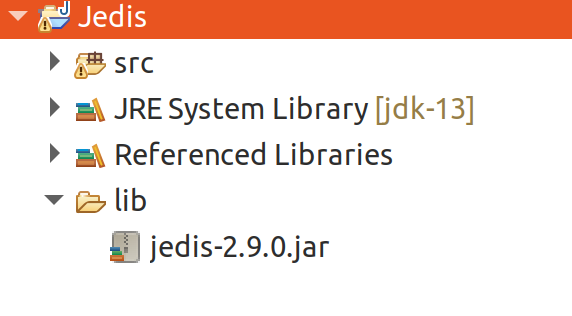 Jedis
src
JRE System Library [jdk-13]
Referenced Libraries
lib
jedis-2.9.0.jar